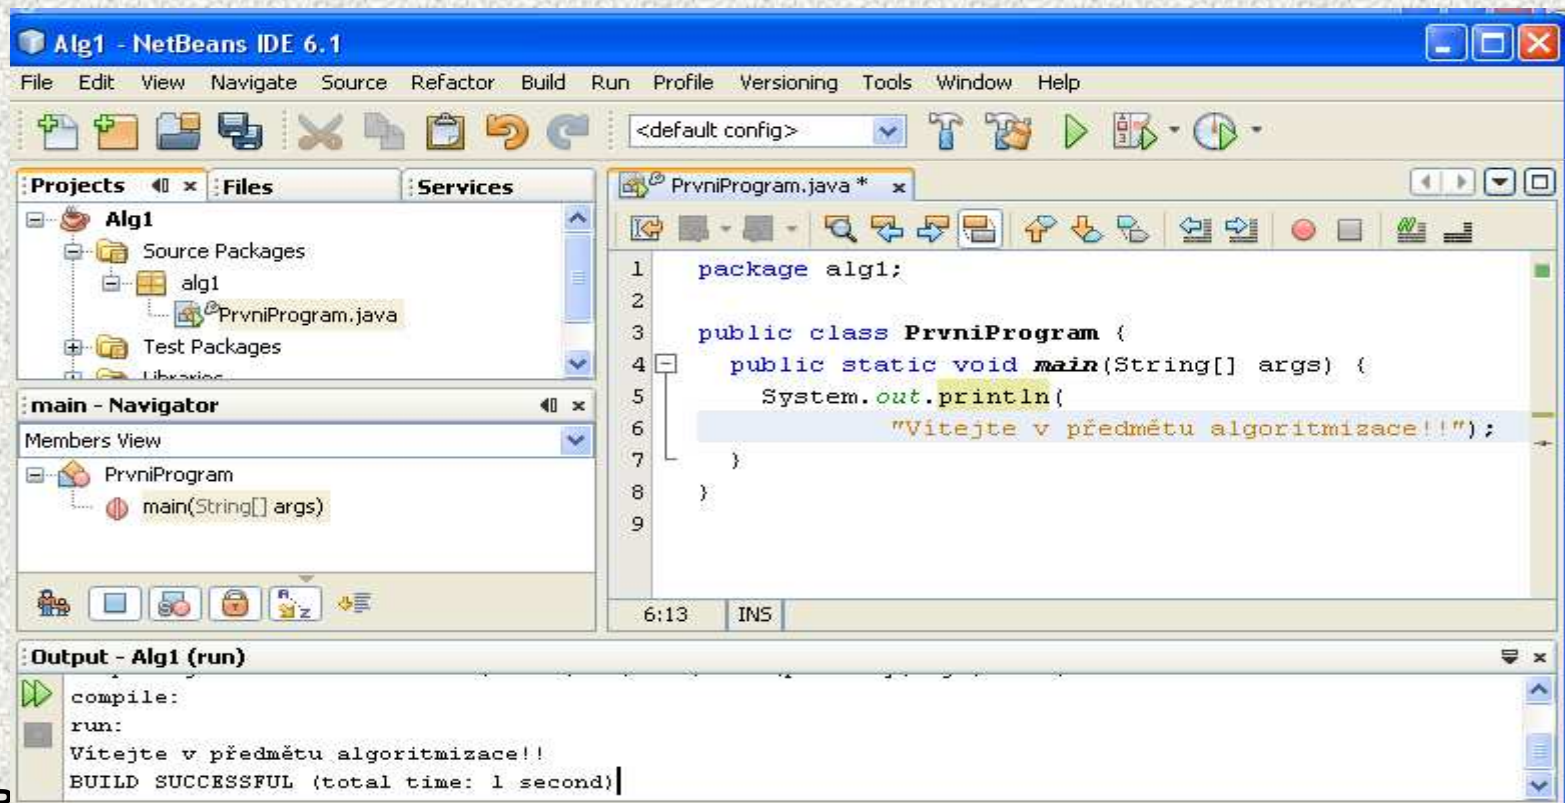 Alg1 - NetBeans IDE 6.1
File Edit View Navigate Source Refactor Build Run Profile Versioning Tools Window Help
<default config>
Projects Files Services
Alg1
Source Packages
alg1
PrvniProgram.java
Test Packages
Libraries
main - Navigator
Members View
PrvniProgram
main(String[] args)
PrvniProgram.java *
1 package alg1;
2
3 public class PrvniProgram {
4 public static void main(String[] args) {
5 System.out.println(
6 "Vítejte v předmětu algoritmizace!!");
7 }
8 }
9
6:13 INS
Output - Alg1 (run)
compile:
run:
Vítejte v předmětu algoritmizace!!
BUILD SUCCESSFUL (total time: 1 second)